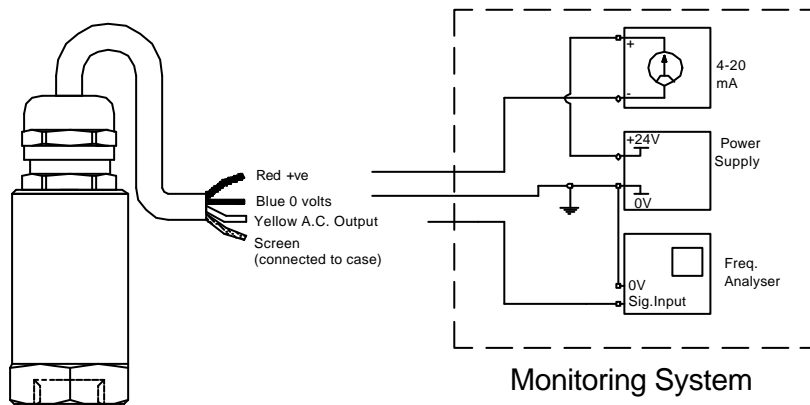 +
-
4-20
mA
+24V
0V
Power
Supply
Red +ve
Blue 0 volts
Yellow A.C. Output
Screen
(connected to case)
0V
Sig.Input
Freq.
Analyser
Monitoring System